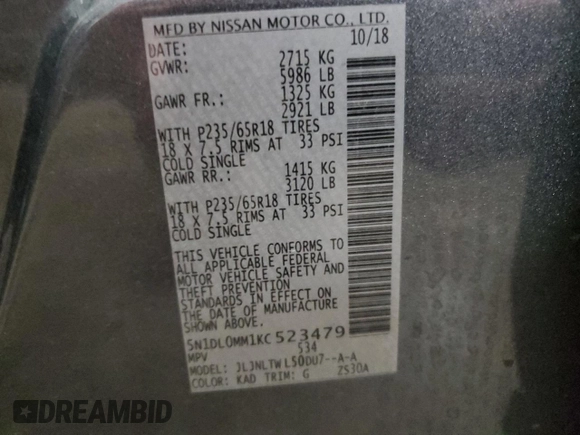 MFD BY NISSAN MOTOR CO., LTD.
DATE: 10/18
GVWR: 2715 KG
5986 LB
GAWR FR.: 1325 KG
2921 LB
WITH P235/65R18 TIRES
18 X 7.5 RIMS AT 33 PSI
COLD SINGLE
GAWR RR.: 1415 KG
3120 LB
WITH P235/65R18 TIRES
18 X 7.5 RIMS AT 33 PSI
COLD SINGLE
THIS VEHICLE CONFORMS TO
ALL APPLICABLE FEDERAL
MOTOR VEHICLE SAFETY AND
THEFT PREVENTION
STANDARDS IN EFFECT ON
THE DATE OF MANUFACTURE
SHOWN ABOVE.
5N1DL0MM1KC523479
MPV 534
MODEL: JLJNLTWL50DU7--A-A
COLOR: KAD TRIM: G ZS30A
DREAMBID